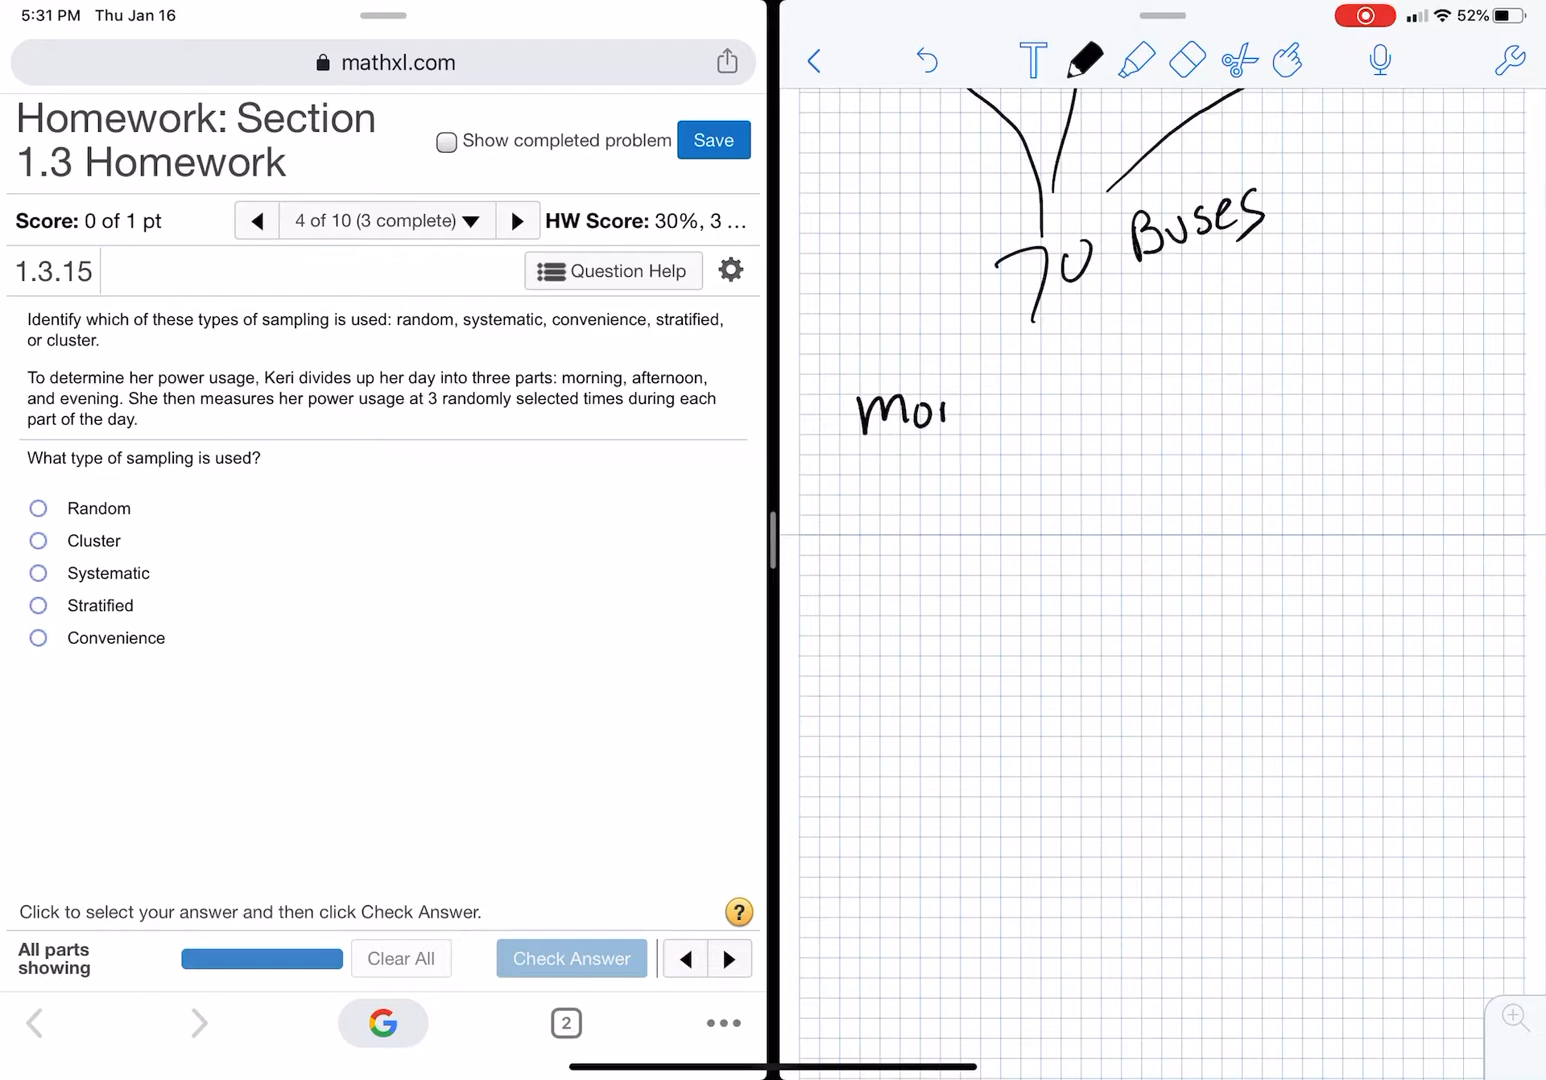 5:31 PM Thu Jan 16
mathxl.com
Homework: Section
1.3 Homework
Show completed problem
Save
Score: 0 of 1 pt
4 of 10 (3 complete)
HW Score: 30%, 3 ...
1.3.15
Question Help
Identify which of these types of sampling is used: random, systematic, convenience, stratified,
or cluster.
To determine her power usage, Keri divides up her day into three parts: morning, afternoon,
and evening. She then measures her power usage at 3 randomly selected times during each
part of the day.
What type of sampling is used?
Random
Cluster
Systematic
Stratified
Convenience
Click to select your answer and then click Check Answer.
?
All parts
showing
Clear All
Check Answer
2
52%
T
70 Buses
Mor